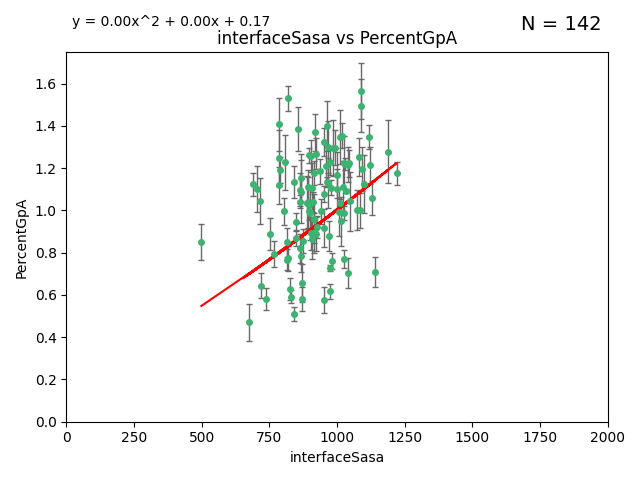 y = 0.00x^2 + 0.00x + 0.17
N = 142
interfaceSasa vs PercentGpA
PercentGpA
1.6
1.4
1.2
1.0
0.8
0.6
0.4
0.2
0.0
0 250 500 750 1000 1250 1500 1750 2000
interfaceSasa